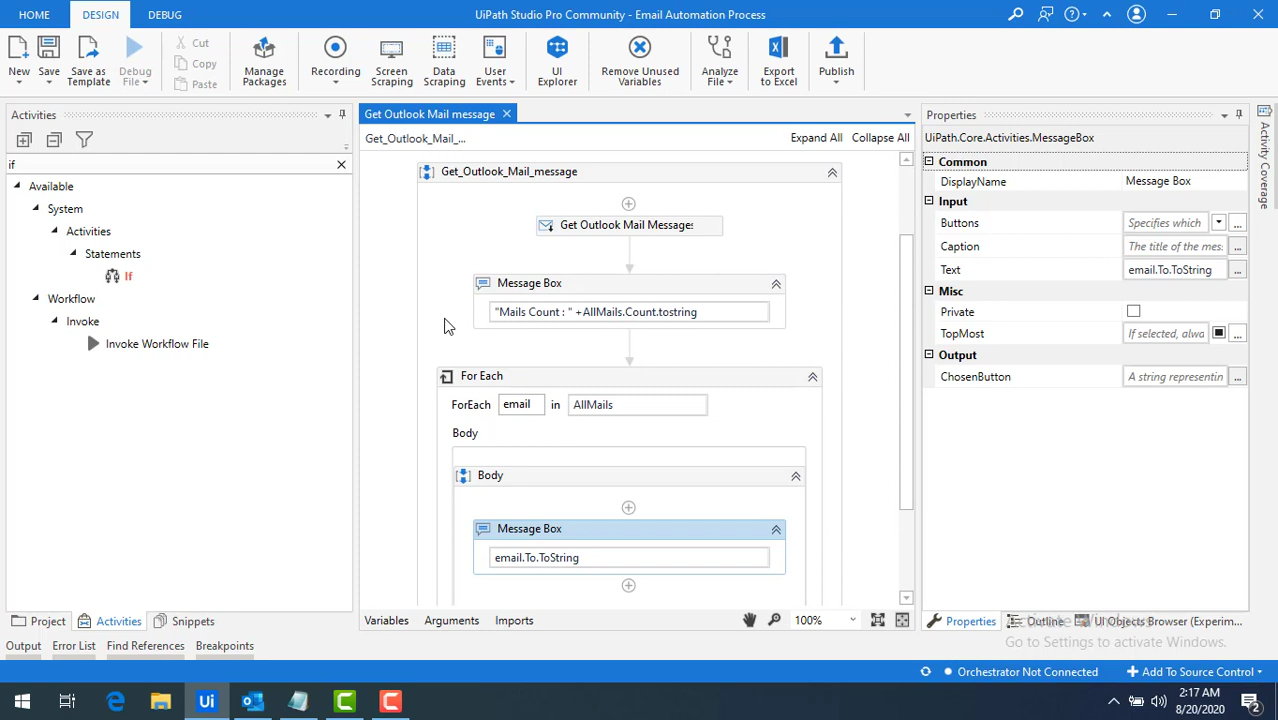 HOME
DESIGN
DEBUG
UiPath Studio Pro Community - Email Automation Process
New
Save
Save as Template
Debug File
Cut
Copy
Paste
Manage Packages
Recording
Screen Scraping
Data Scraping
User Events
UI Explorer
Remove Unused Variables
Analyze File
Export to Excel
Publish
Activities
if
Available
System
Activities
Statements
If
Workflow
Invoke
Invoke Workflow File
Project
Activities
Snippets
Get Outlook Mail message
Get_Outlook_Mail_...
Expand All
Collapse All
Get_Outlook_Mail_message
Get Outlook Mail Messages
Message Box
"Mails Count : " +AllMails.Count.tostring
For Each
ForEach
email
in
AllMails
Body
Body
Message Box
email.To.ToString
Variables
Arguments
Imports
100%
Properties
UiPath.Core.Activities.MessageBox
Common
DisplayName
Message Box
Input
Buttons
Specifies which
...
Caption
The title of the mes
...
Text
email.To.ToString
...
Misc
Private
TopMost
If selected, alwa
...
Output
ChosenButton
A string representin
...
Activity Coverage
Properties
Outline
UI Objects Browser (Experim...
Activate Windows
Go to Settings to activate Windows.
Output
Error List
Find References
Breakpoints
Orchestrator Not Connected
Add To Source Control
Ui
2:17 AM
8/20/2020
2